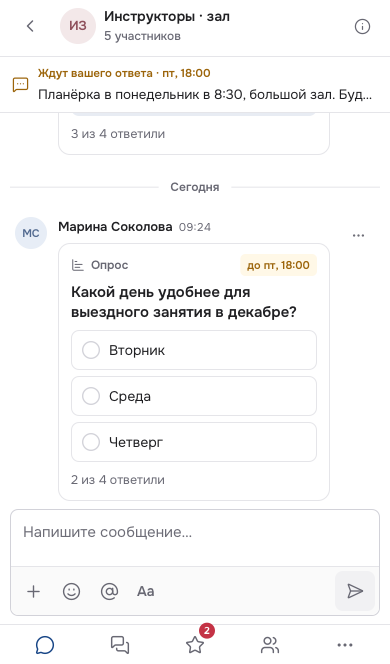 ИЗ
Инструкторы · зал
5 участников
Ждут вашего ответа · пт, 18:00
Планёрка в понедельник в 8:30, большой зал. Буд...
3 из 4 ответили
Сегодня
МС
Марина Соколова 09:24
Опрос
до пт, 18:00
Какой день удобнее для
выездного занятия в декабре?
Вторник
Среда
Четверг
2 из 4 ответили
Напишите сообщение...
Aa
2